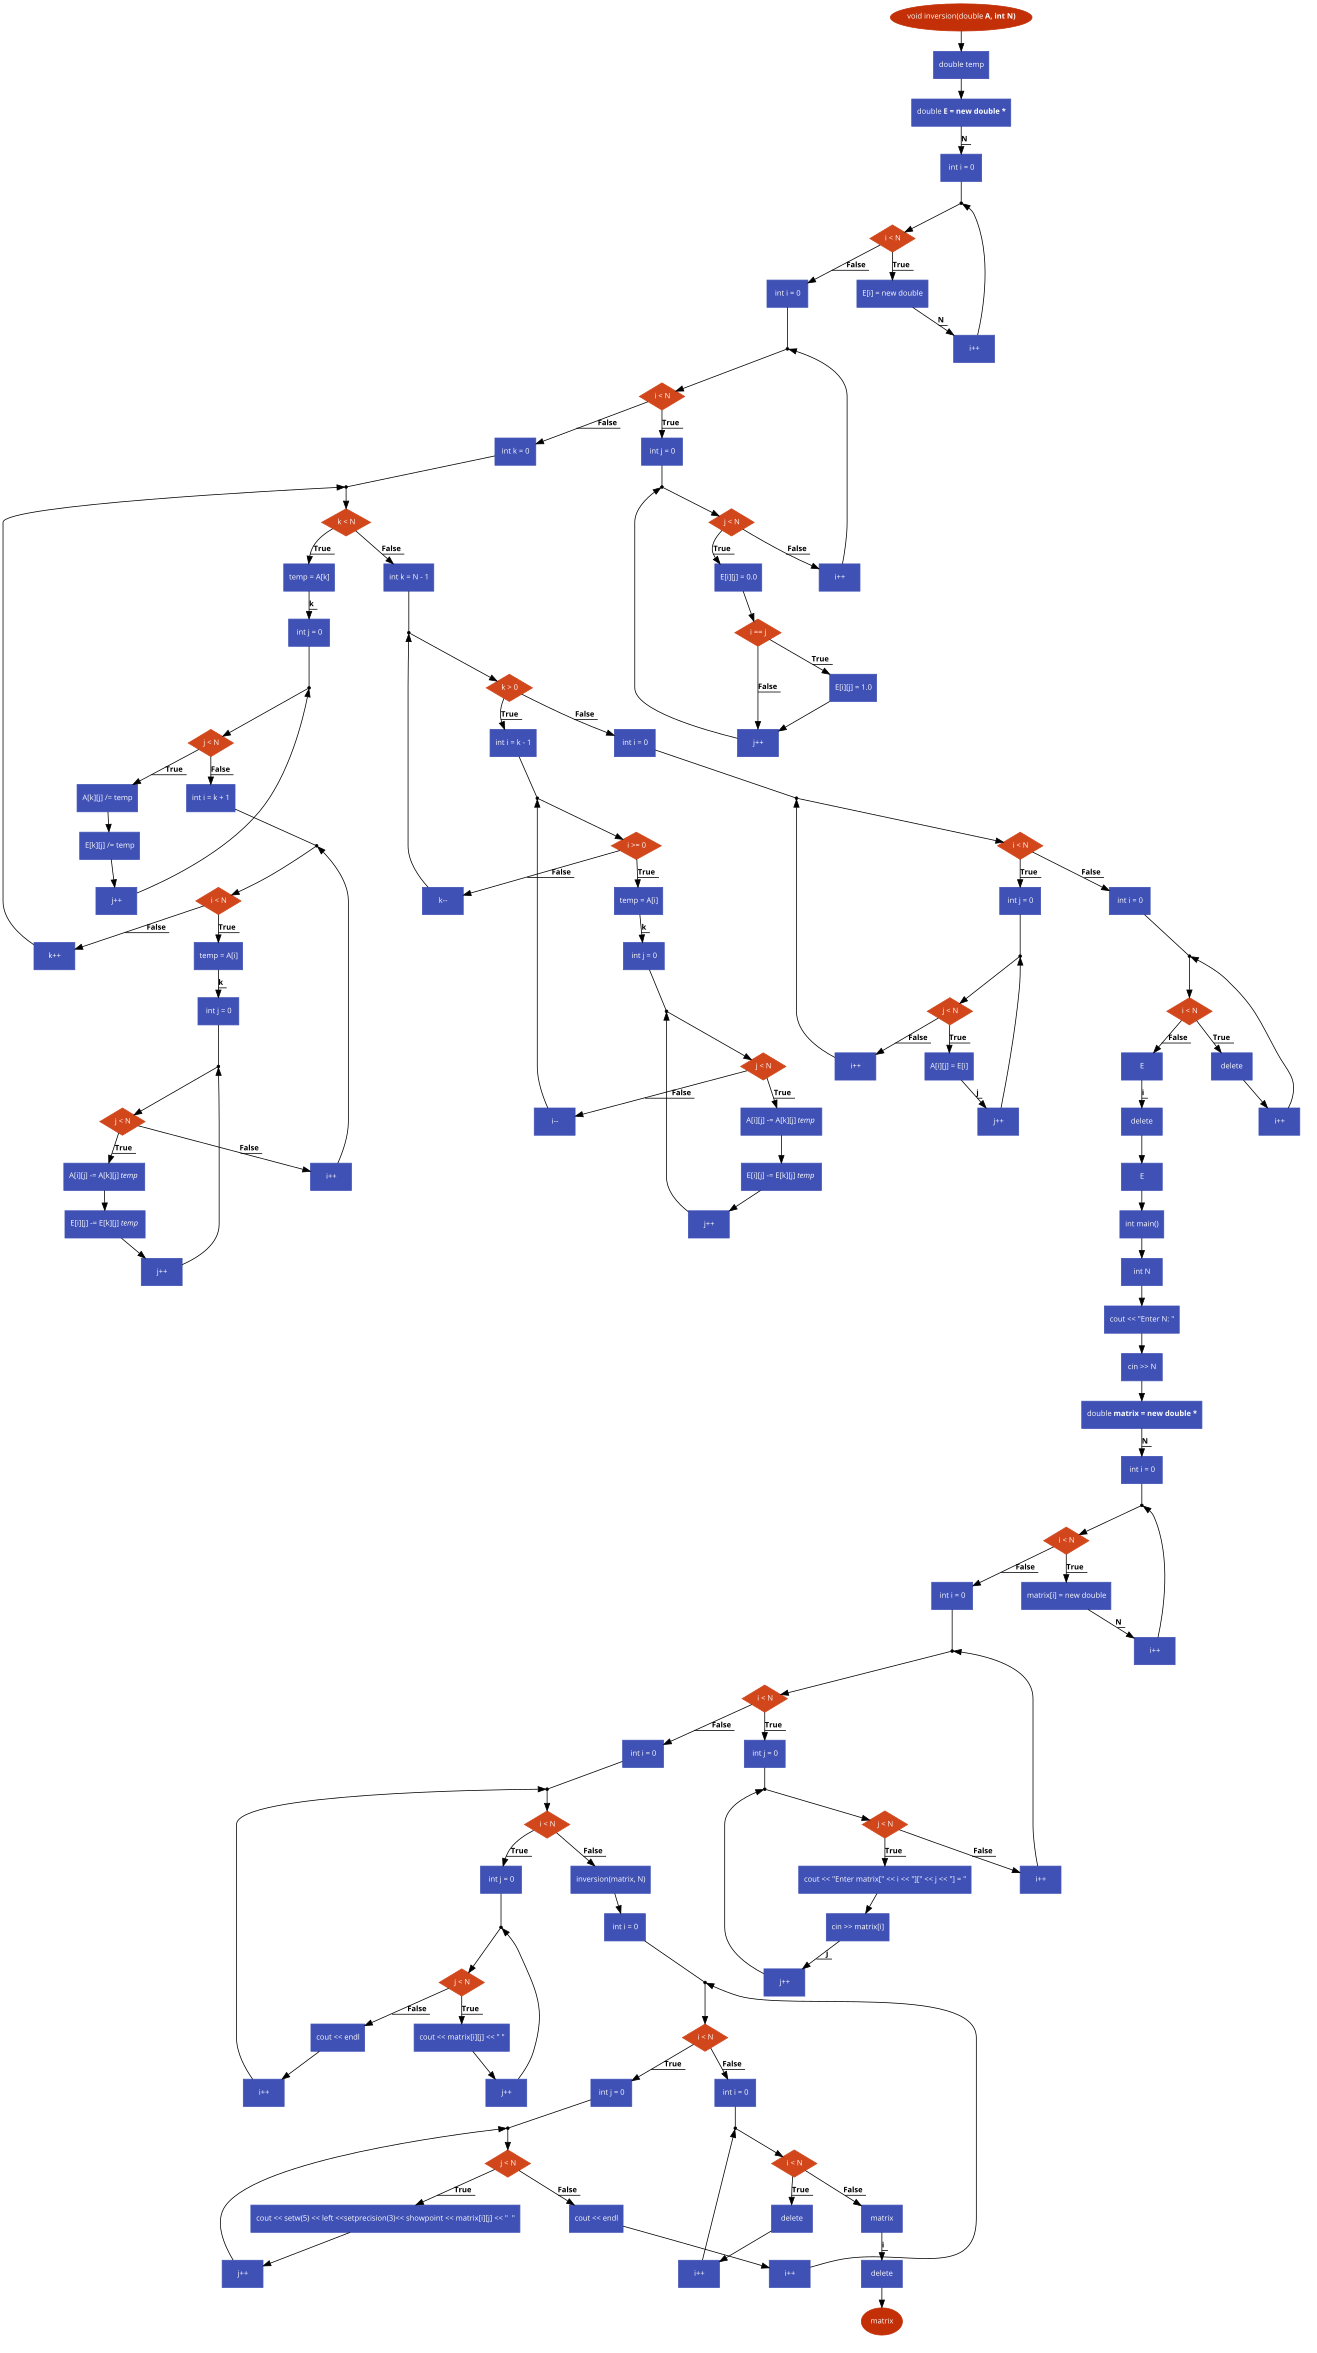 void inversion(double A, int N)
double temp
double E = new double *
N
int i = 0
i < N
False
True
int i = 0
E[i] = new double
N
i++
i < N
False
True
int k = 0
int j = 0
k < N
j < N
True
False
True
False
temp = A[k]
int k = N - 1
E[i][j] = 0.0
i++
k
int j = 0
i == j
True
False
k > 0
E[i][j] = 1.0
True
False
j < N
int i = k - 1
int i = 0
j++
True
False
A[k][j] /= temp
int i = k + 1
E[k][j] /= temp
i >= 0
i < N
False
True
True
False
j++
i < N
k--
temp = A[i]
int j = 0
int i = 0
False
True
k
k++
temp = A[i]
int j = 0
k
int j = 0
j < N
i < N
False
True
False
True
i++
A[i][j] = E[i]
E
delete
j < N
j
i
False
True
j < N
i--
A[i][j] -= A[k][j] temp
j++
delete
i++
True
False
A[i][j] -= A[k][j] temp
i++
E[i][j] -= E[k][j] temp
E
E[i][j] -= E[k][j] temp
j++
int main()
j++
int N
cout << "Enter N: "
cin >> N
double matrix = new double *
N
int i = 0
i < N
False
True
int i = 0
matrix[i] = new double
N
i++
i < N
False
True
int i = 0
int j = 0
i < N
j < N
True
False
True
False
int j = 0
inversion(matrix, N)
cout << "Enter matrix[" << i << "][" << j << "] = "
i++
int i = 0
cin >> matrix[i]
j
j < N
j++
False
True
cout << endl
cout << matrix[i][j] << " "
i < N
True
False
i++
j++
int j = 0
int i = 0
j < N
i < N
True
False
True
False
cout << setw(5) << left <<setprecision(3)<< showpoint << matrix[i][j] << "  "
cout << endl
delete
matrix
i
j++
i++
i++
delete
matrix